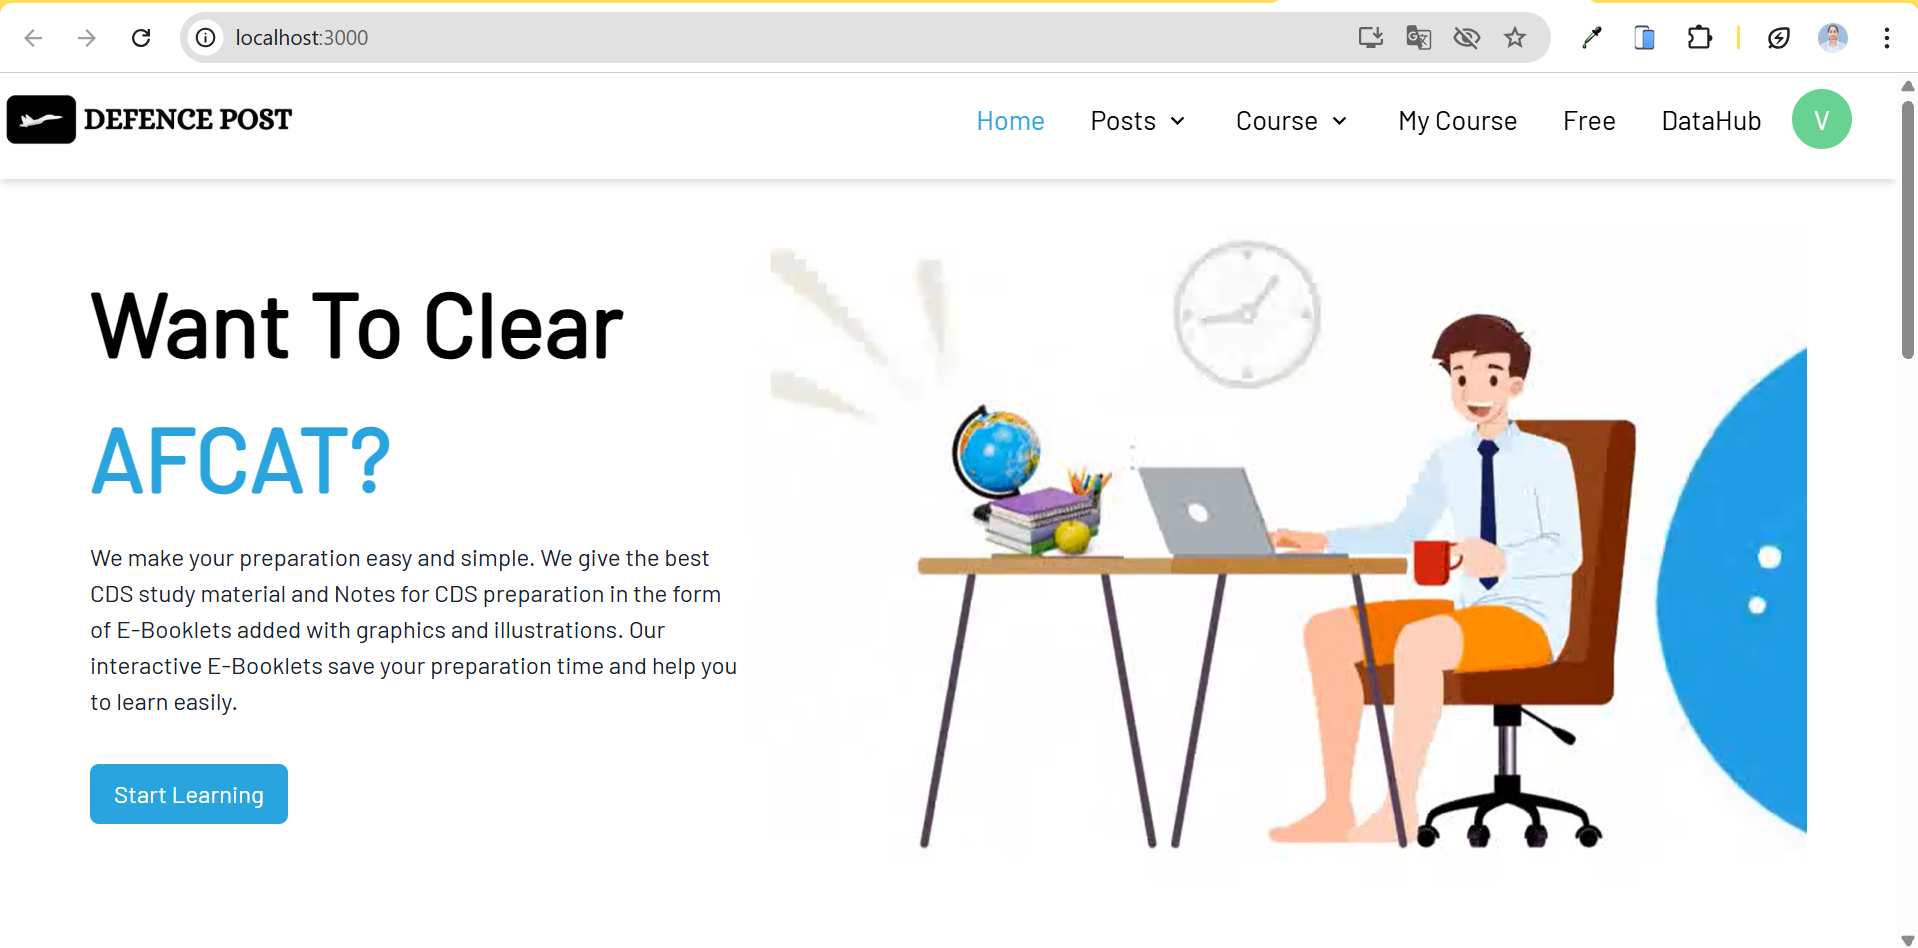 localhost:3000
DEFENCE POST
Home Posts Course My Course Free DataHub V
Want To Clear
AFCAT?
We make your preparation easy and simple. We give the best
CDS study material and Notes for CDS preparation in the form
of E-Booklets added with graphics and illustrations. Our
interactive E-Booklets save your preparation time and help you
to learn easily.
Start Learning